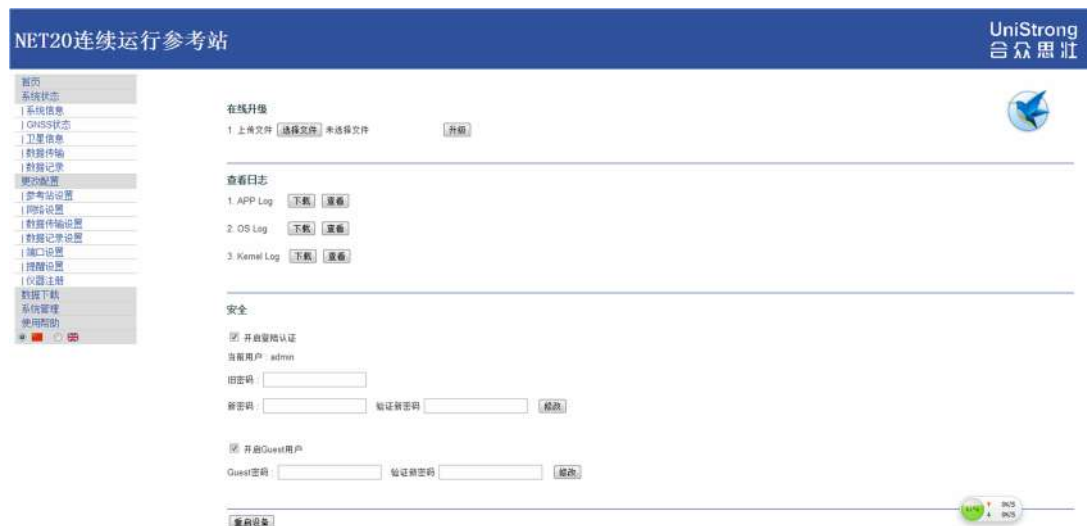 NET20连续运行参考站
UniStrong
合众思壮
首页
系统状态
| 系统信息
| GNSS状态
| 卫星信息
| 数据传输
| 数据记录
更改配置
| 参考站设置
| 网络设置
| 数据传输设置
| 数据记录设置
| 端口设置
| 提醒设置
| 仪器注册
数据下载
系统管理
使用帮助
在线升级
1. 上传文件 选择文件 未选择文件 升级
查看日志
1. APP Log 下载 查看
2. OS Log 下载 查看
3. Kernel Log 下载 查看
安全
开启登陆认证
当前用户 : admin
旧密码 :
新密码 : 验证新密码 修改
开启Guest用户
Guest密码 : 验证新密码 修改
重启设备